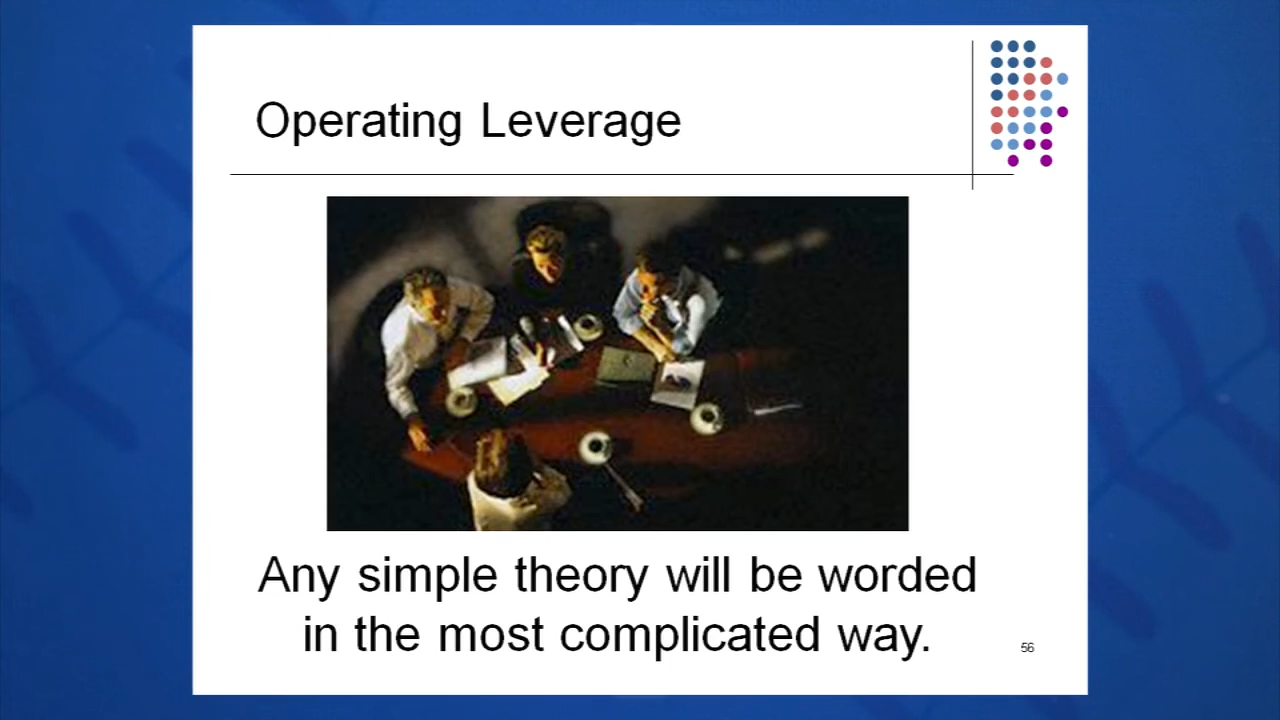 Operating Leverage
Any simple theory will be worded
in the most complicated way.
56